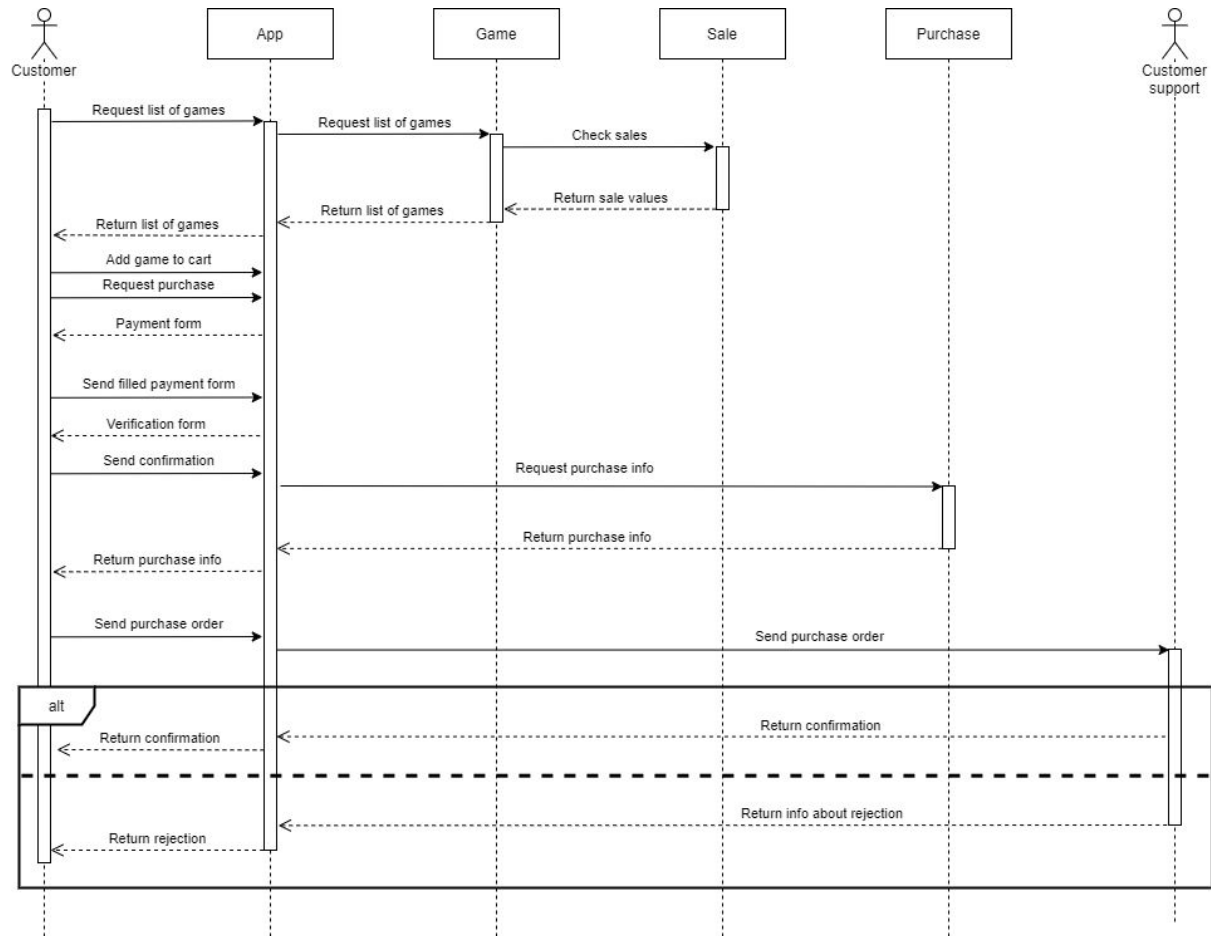 App
Game
Sale
Purchase
Customer
Customer
support
Request list of games
Request list of games
Check sales
Return sale values
Return list of games
Return list of games
Add game to cart
Request purchase
Payment form
Send filled payment form
Verification form
Send confirmation
Request purchase info
Return purchase info
Return purchase info
Send purchase order
Send purchase order
alt
Return confirmation
Return confirmation
Return info about rejection
Return rejection